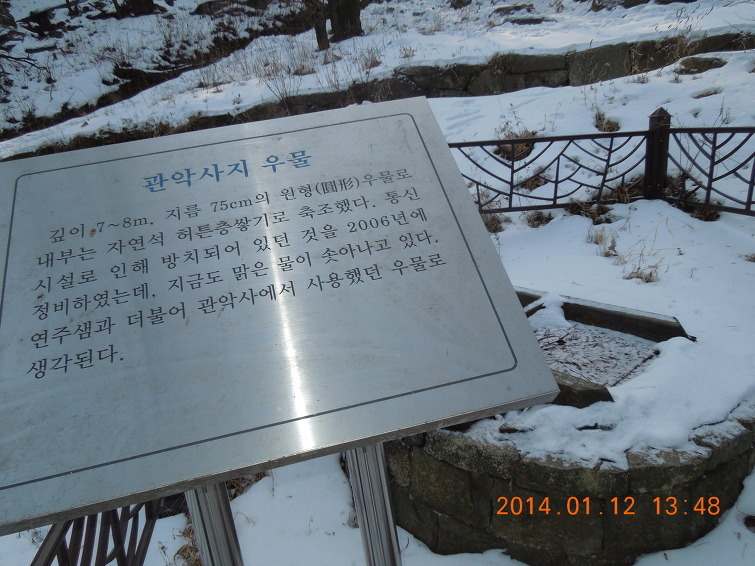 관악사지 우물
깊이 7~8m, 지름 75cm의 원형(圓形)우물로
내부는 자연석 허튼층쌓기로 축조했다. 통신
시설로 인해 방치되어 있던 것을 2006년에
정비하였는데, 지금도 맑은 물이 솟아나고 있다.
연주샘과 더불어 관악사에서 사용했던 우물로
생각된다.
2014.01.12 13:48